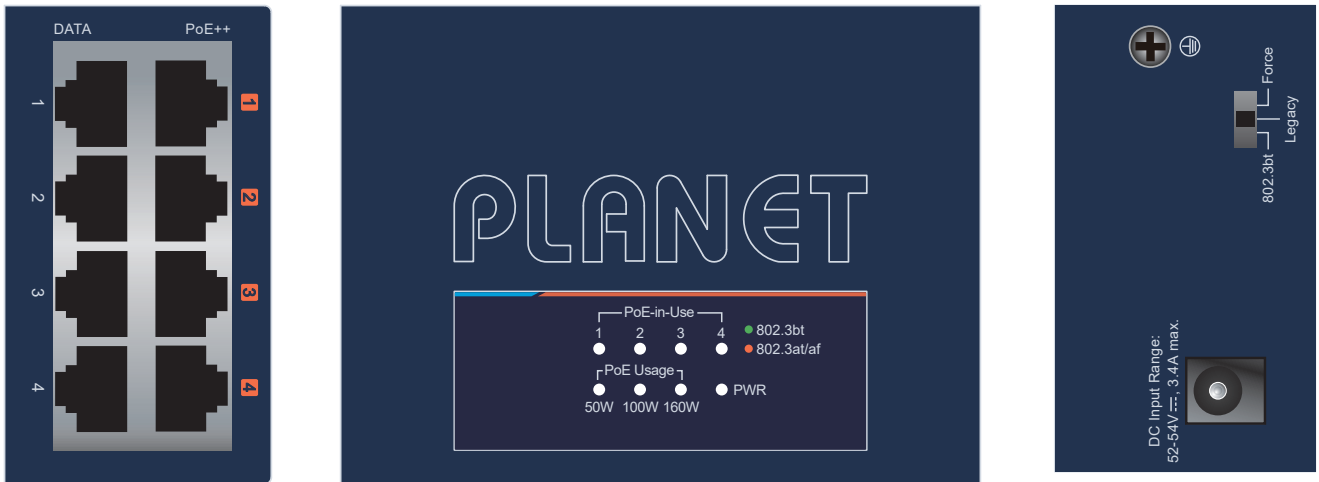 DATA PoE++
1 1
2 2
3 3
4 4
PLANET
PoE-in-Use
1 2 3 4
802.3bt
802.3at/af
PoE Usage
50W 100W 160W
PWR
Force
Legacy
802.3bt
DC Input Range:
52-54V⎓, 3.4A max.